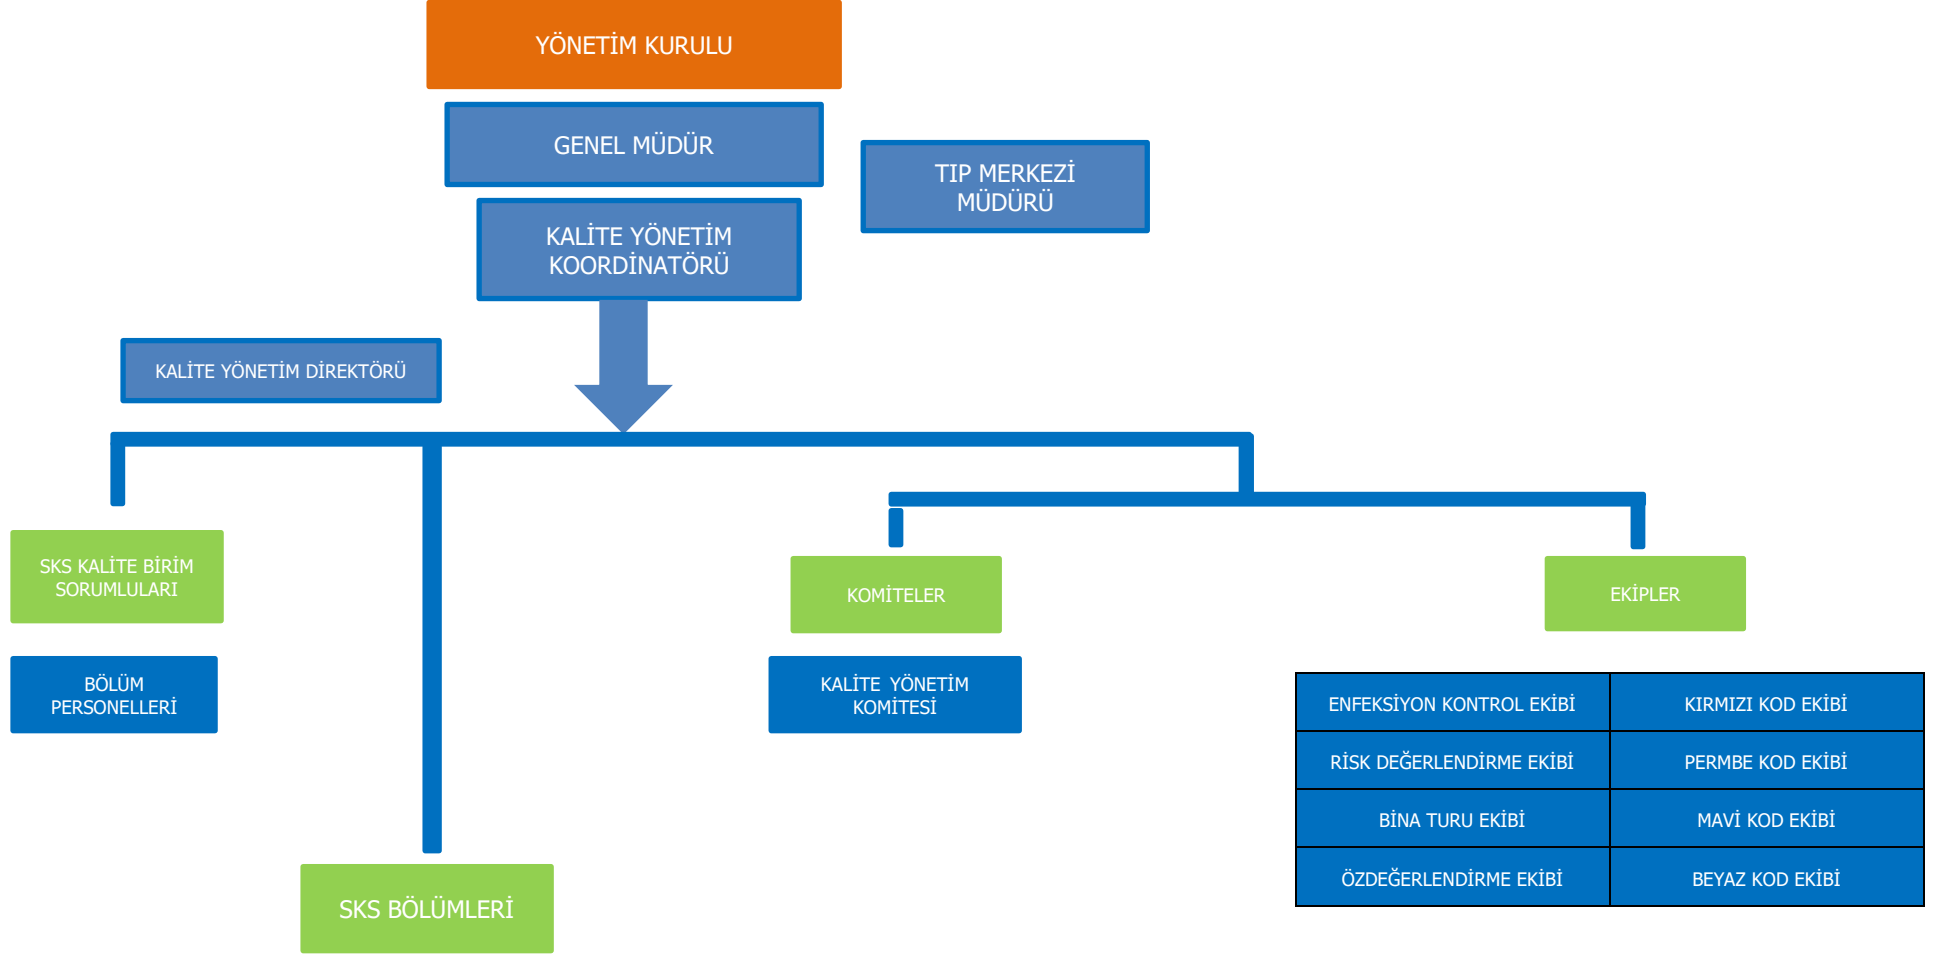 YÖNETİM KURULU
GENEL MÜDÜR
TIP MERKEZİ
MÜDÜRÜ
KALİTE YÖNETİM
KOORDİNATÖRÜ
KALİTE YÖNETİM DİREKTÖRÜ
SKS KALİTE BİRİM
SORUMLULARI
KOMİTELER
EKİPLER
BÖLÜM
PERSONELLERİ
KALİTE YÖNETİM
KOMİTESİ
ENFEKSİYON KONTROL EKİBİ
KIRMIZI KOD EKİBİ
RİSK DEĞERLENDİRME EKİBİ
PERMBE KOD EKİBİ
BİNA TURU EKİBİ
MAVİ KOD EKİBİ
ÖZDEĞERLENDİRME EKİBİ
BEYAZ KOD EKİBİ
SKS BÖLÜMLERİ